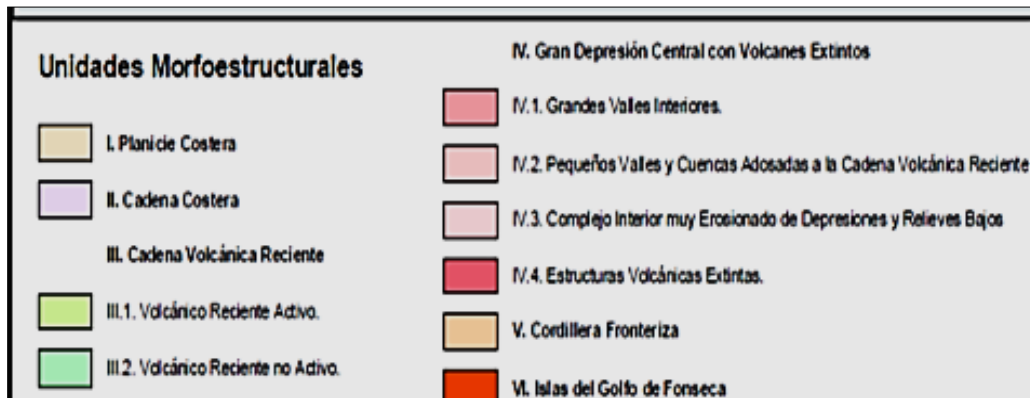 Unidades Morfoestructurales
I. Planicie Costera
II. Cadena Costera
III. Cadena Volcánica Reciente
III.1. Volcánico Reciente Activo.
III.2. Volcánico Reciente no Activo.
IV. Gran Depresión Central con Volcanes Extintos
IV.1. Grandes Valles Interiores.
IV.2. Pequeños Valles y Cuencas Adosadas a la Cadena Volcánica Reciente
IV.3. Complejo Interior muy Erosionado de Depresiones y Relieves Bajos
IV.4. Estructuras Volcánicas Extintas.
V. Cordillera Fronteriza
VI. Islas del Golfo de Fonseca